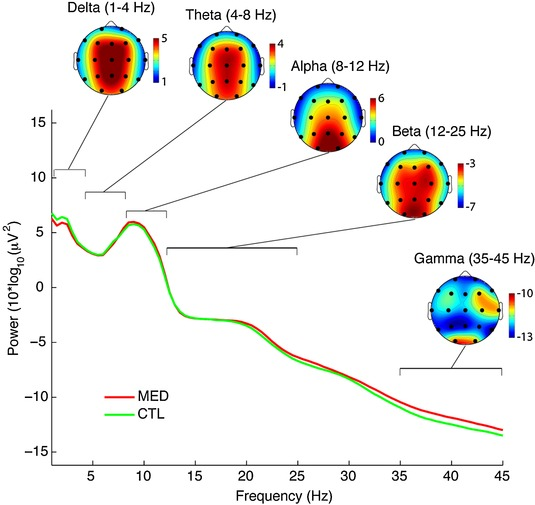 Delta (1-4 Hz)
5
1
Theta (4-8 Hz)
4
-1
Alpha (8-12 Hz)
6
0
Beta (12-25 Hz)
-3
-7
Gamma (35-45 Hz)
-10
-13
Power (10*log10(μV2)
15
10
5
0
−5
−10
−15
MED
CTL
5 10 15 20 25 30 35 40 45
Frequency (Hz)